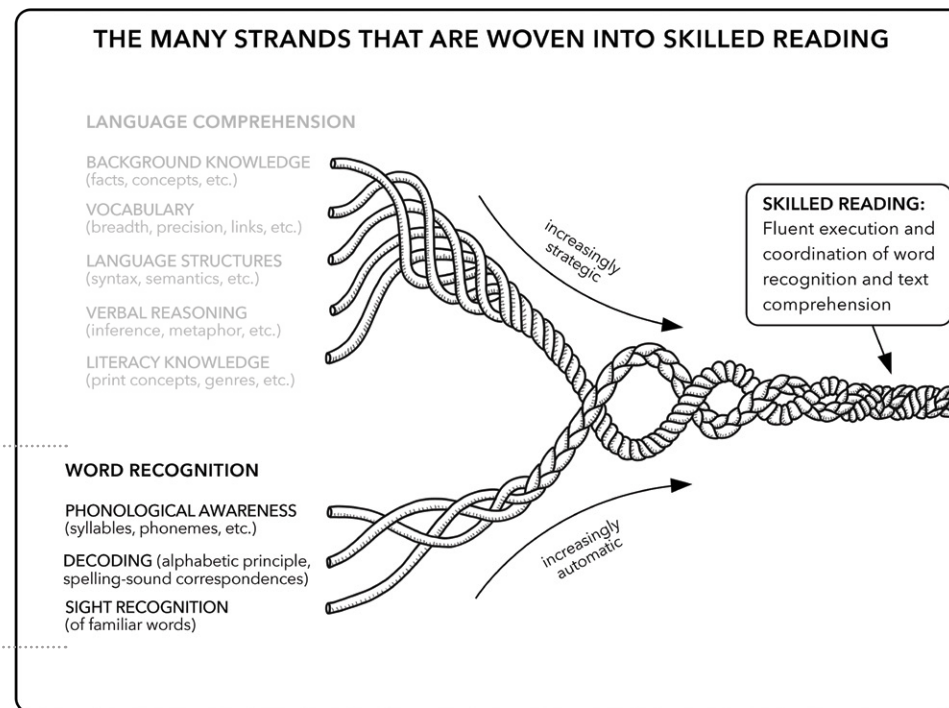 THE MANY STRANDS THAT ARE WOVEN INTO SKILLED READING
LANGUAGE COMPREHENSION
BACKGROUND KNOWLEDGE
(facts, concepts, etc.)
VOCABULARY
(breadth, precision, links, etc.)
LANGUAGE STRUCTURES
(syntax, semantics, etc.)
VERBAL REASONING
(inference, metaphor, etc.)
LITERACY KNOWLEDGE
(print concepts, genres, etc.)
increasingly
strategic
SKILLED READING:
Fluent execution and
coordination of word
recognition and text
comprehension
WORD RECOGNITION
PHONOLOGICAL AWARENESS
(syllables, phonemes, etc.)
DECODING (alphabetic principle,
spelling-sound correspondences)
SIGHT RECOGNITION
(of familiar words)
increasingly
automatic